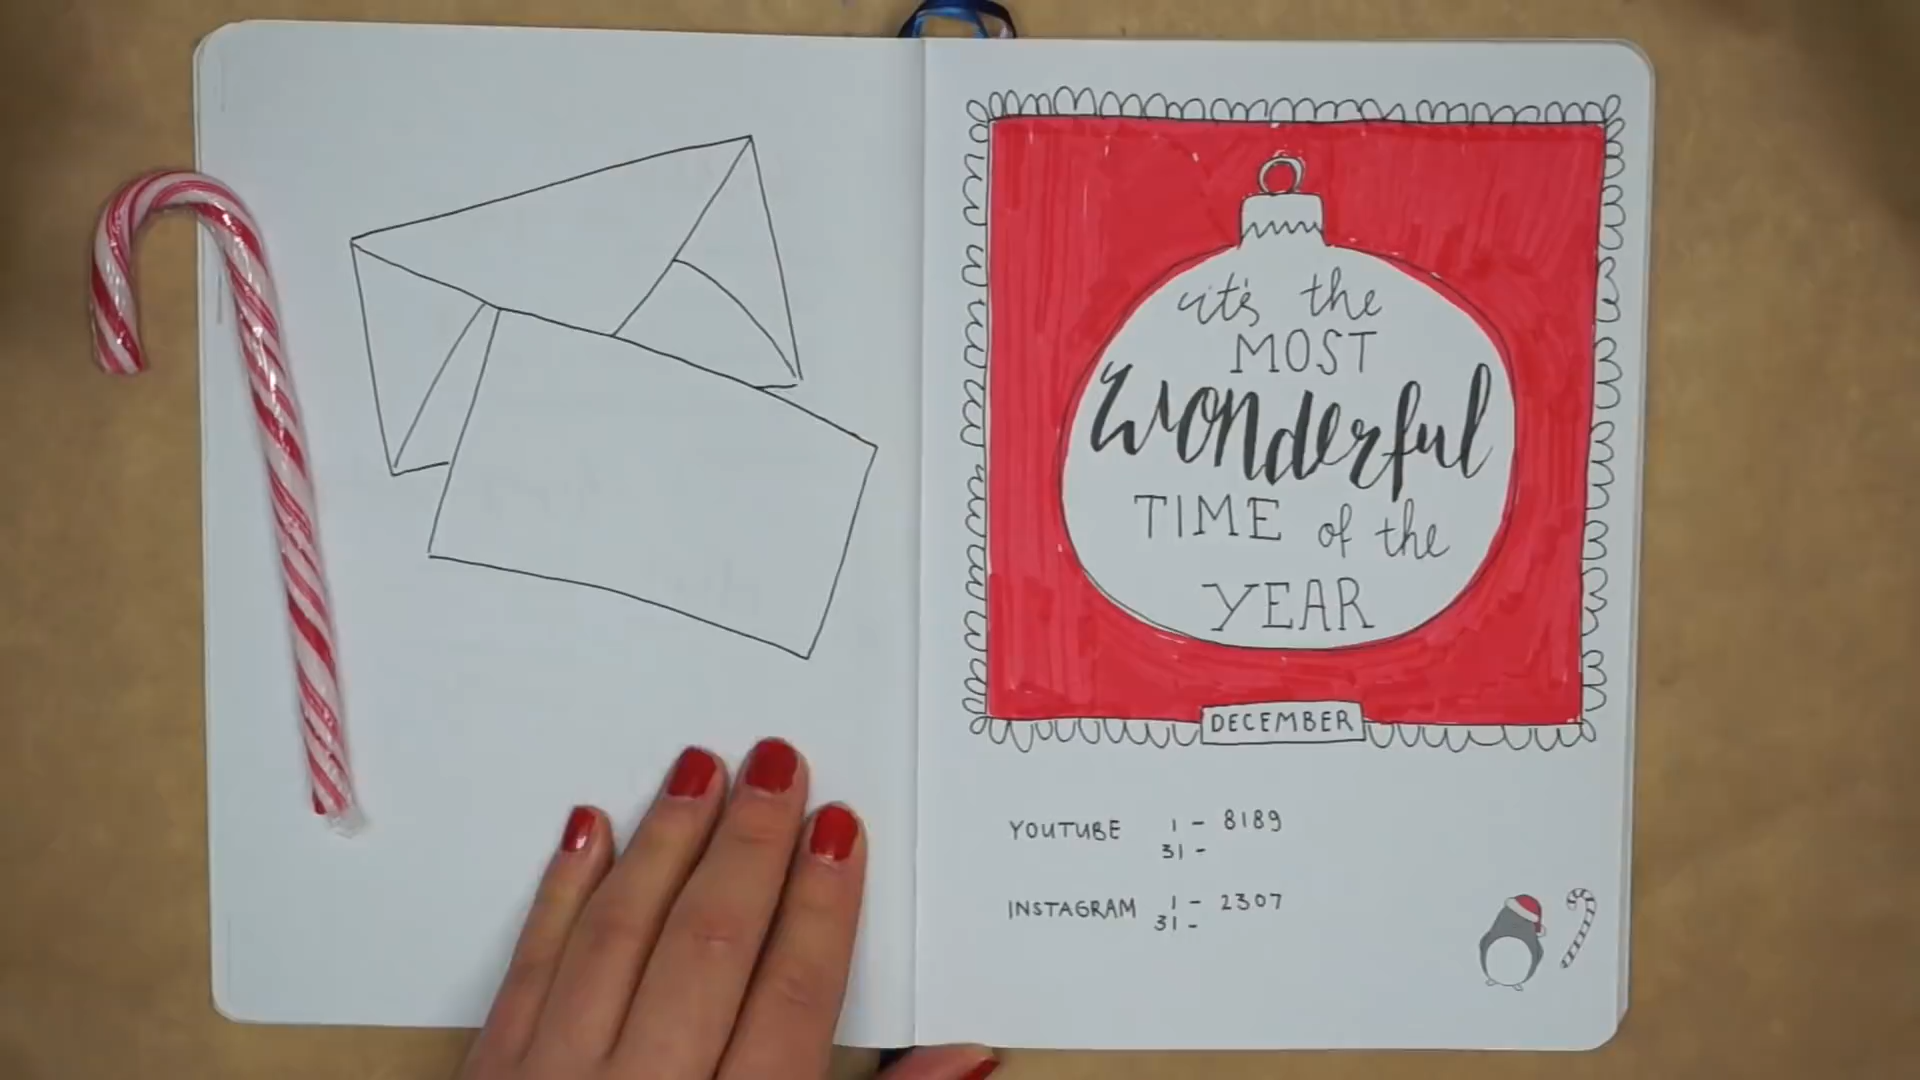 it's the
MOST
wonderful
TIME of the
YEAR
DECEMBER
YOUTUBE 1 - 8189
31 -
INSTAGRAM 1 - 2307
31 -